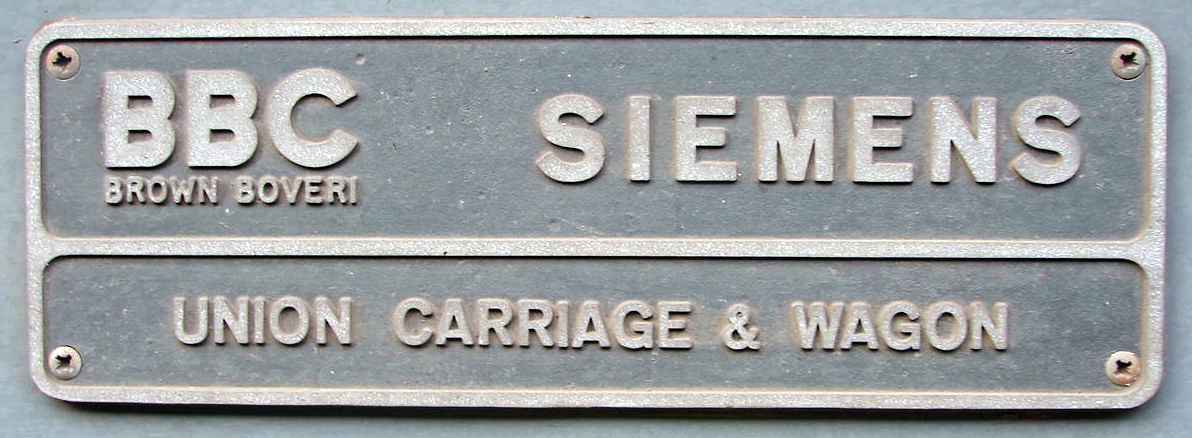 BBC SIEMENS
BROWN BOVERI
UNION CARRIAGE & WAGON